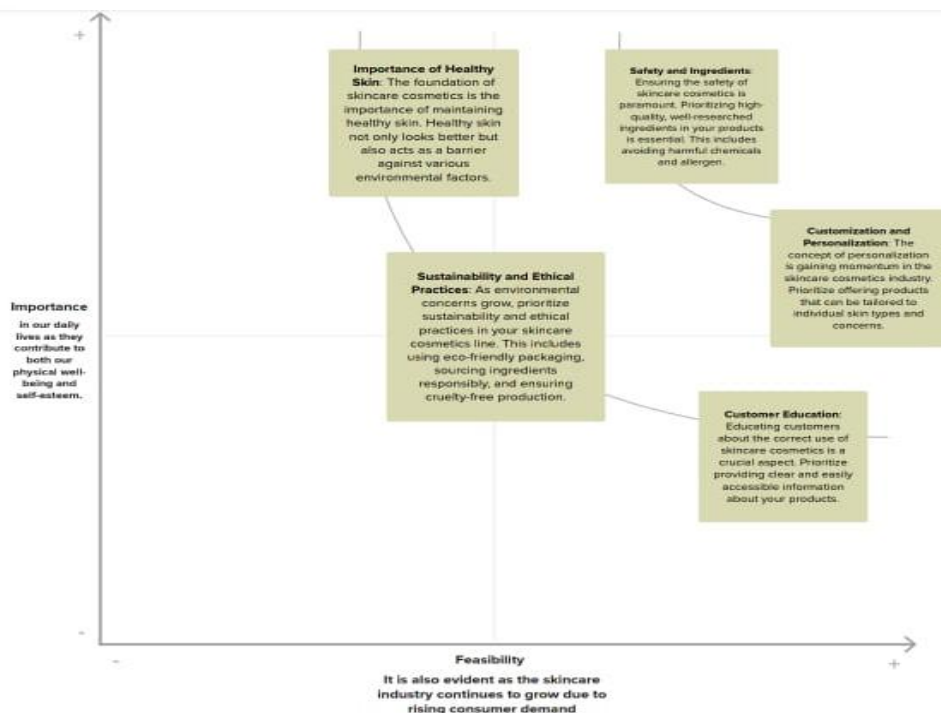 +
Importance of Healthy
Skin: The foundation of
skincare cosmetics is the
importance of maintaining
healthy skin. Healthy skin
not only looks better but
also acts as a barrier
against various
environmental factors.
Safety and Ingredients:
Ensuring the safety of
skincare cosmetics is
paramount. Prioritizing high-
quality, well-researched
ingredients in your products
is essential. This includes
avoiding harmful chemicals
and allergen.
Customization and
Personalization: The
concept of personalization
is gaining momentum in the
skincare cosmetics industry.
Prioritize offering products
that can be tailored to
individual skin types and
concerns.
Sustainability and Ethical
Practices: As environmental
concerns grow, prioritize
sustainability and ethical
practices in your skincare
cosmetics line. This includes
using eco-friendly packaging,
sourcing ingredients
responsibly, and ensuring
cruelty-free production.
Importance
in our daily
lives as they
contribute to
both our
physical well-
being and
self-esteem.
Customer Education:
Educating customers
about the correct use of
skincare cosmetics is a
crucial aspect. Prioritize
providing clear and easily
accessible information
about your products.
-
-
Feasibility
+
It is also evident as the skincare
industry continues to grow due to
rising consumer demand